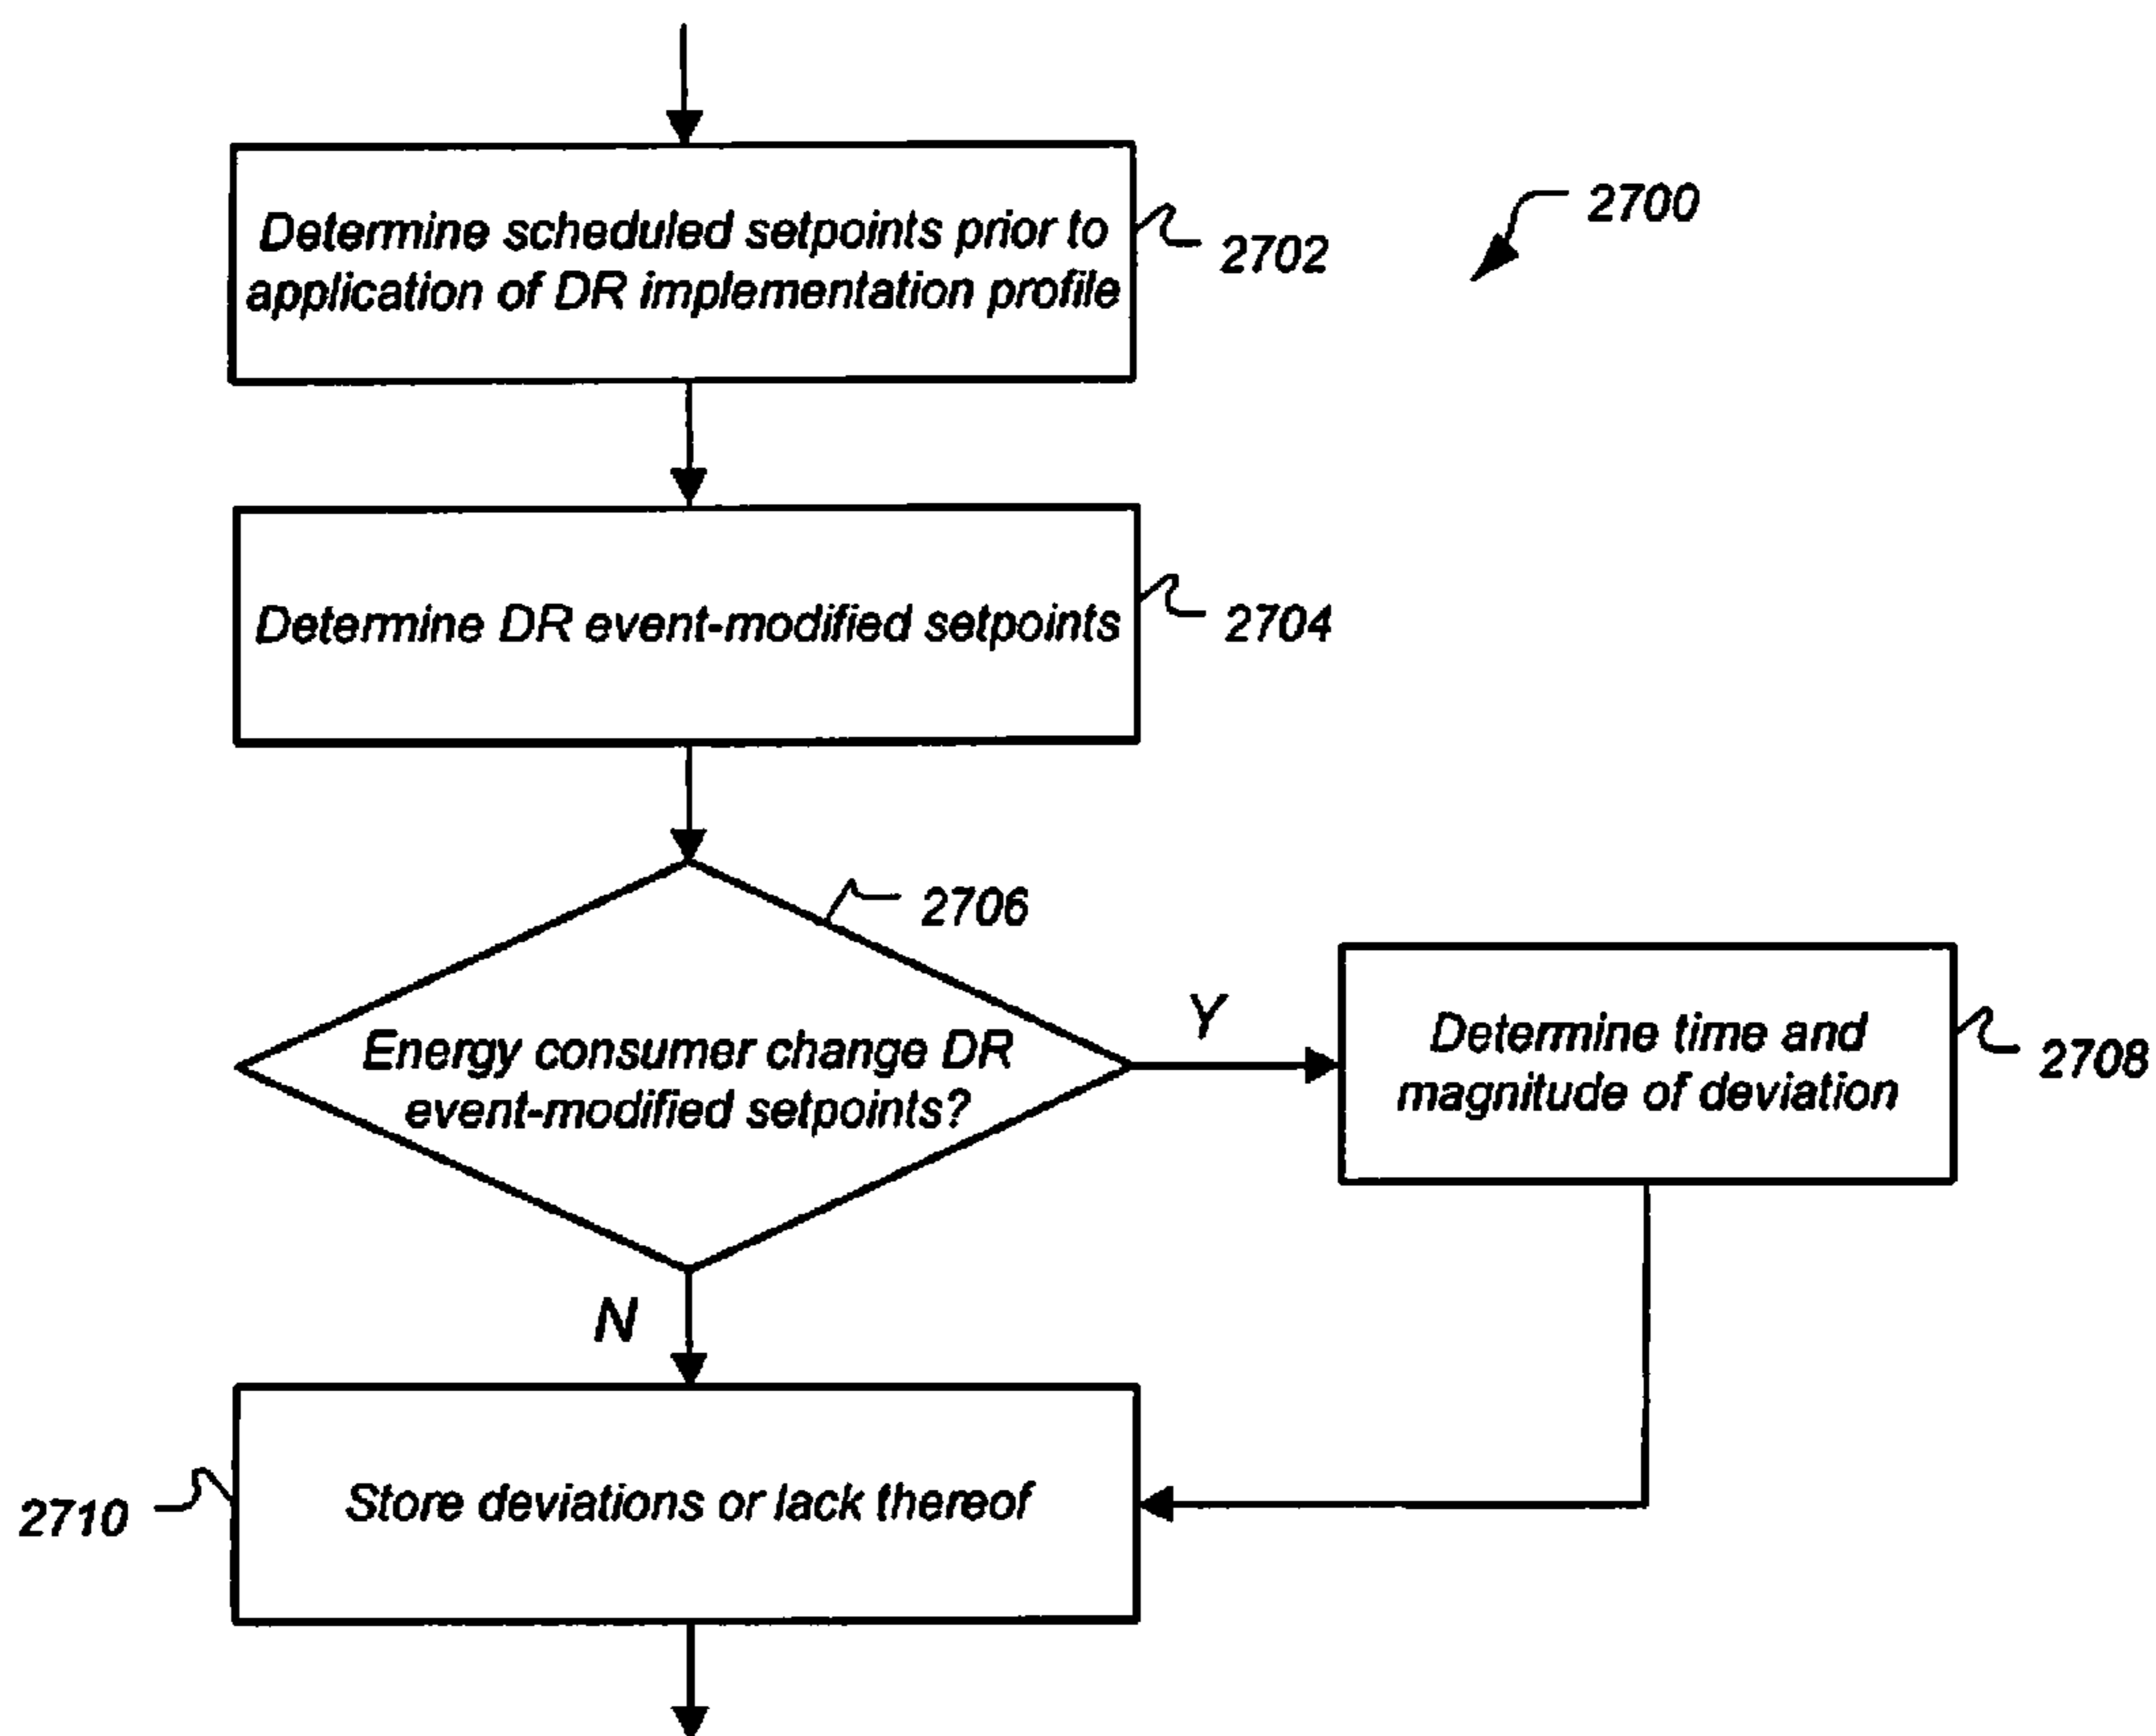 Determine scheduled setpoints prior to
application of DR implementation profile
2702
2700
Determine DR event-modified setpoints
2704
2706
Energy consumer change DR
event-modified setpoints?
Y
Determine time and
magnitude of deviation
2708
N
Store deviations or lack thereof
2710